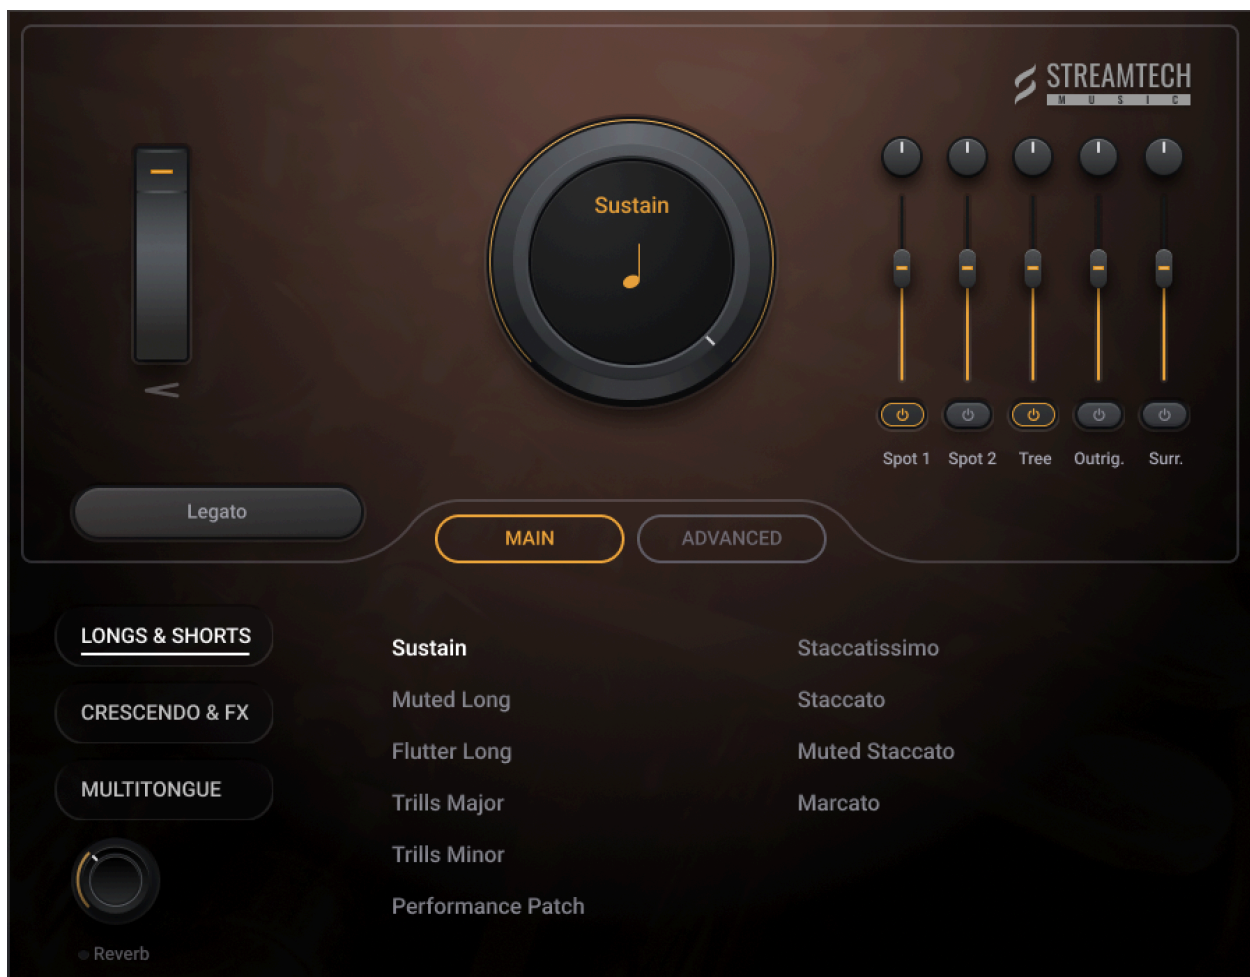 STREAMTECH
MUSIC
Sustain
Spot 1
Spot 2
Tree
Outrig.
Surr.
Legato
MAIN
ADVANCED
LONGS & SHORTS
CRESCENDO & FX
MULTITONGUE
Reverb
Sustain
Muted Long
Flutter Long
Trills Major
Trills Minor
Performance Patch
Staccatissimo
Staccato
Muted Staccato
Marcato